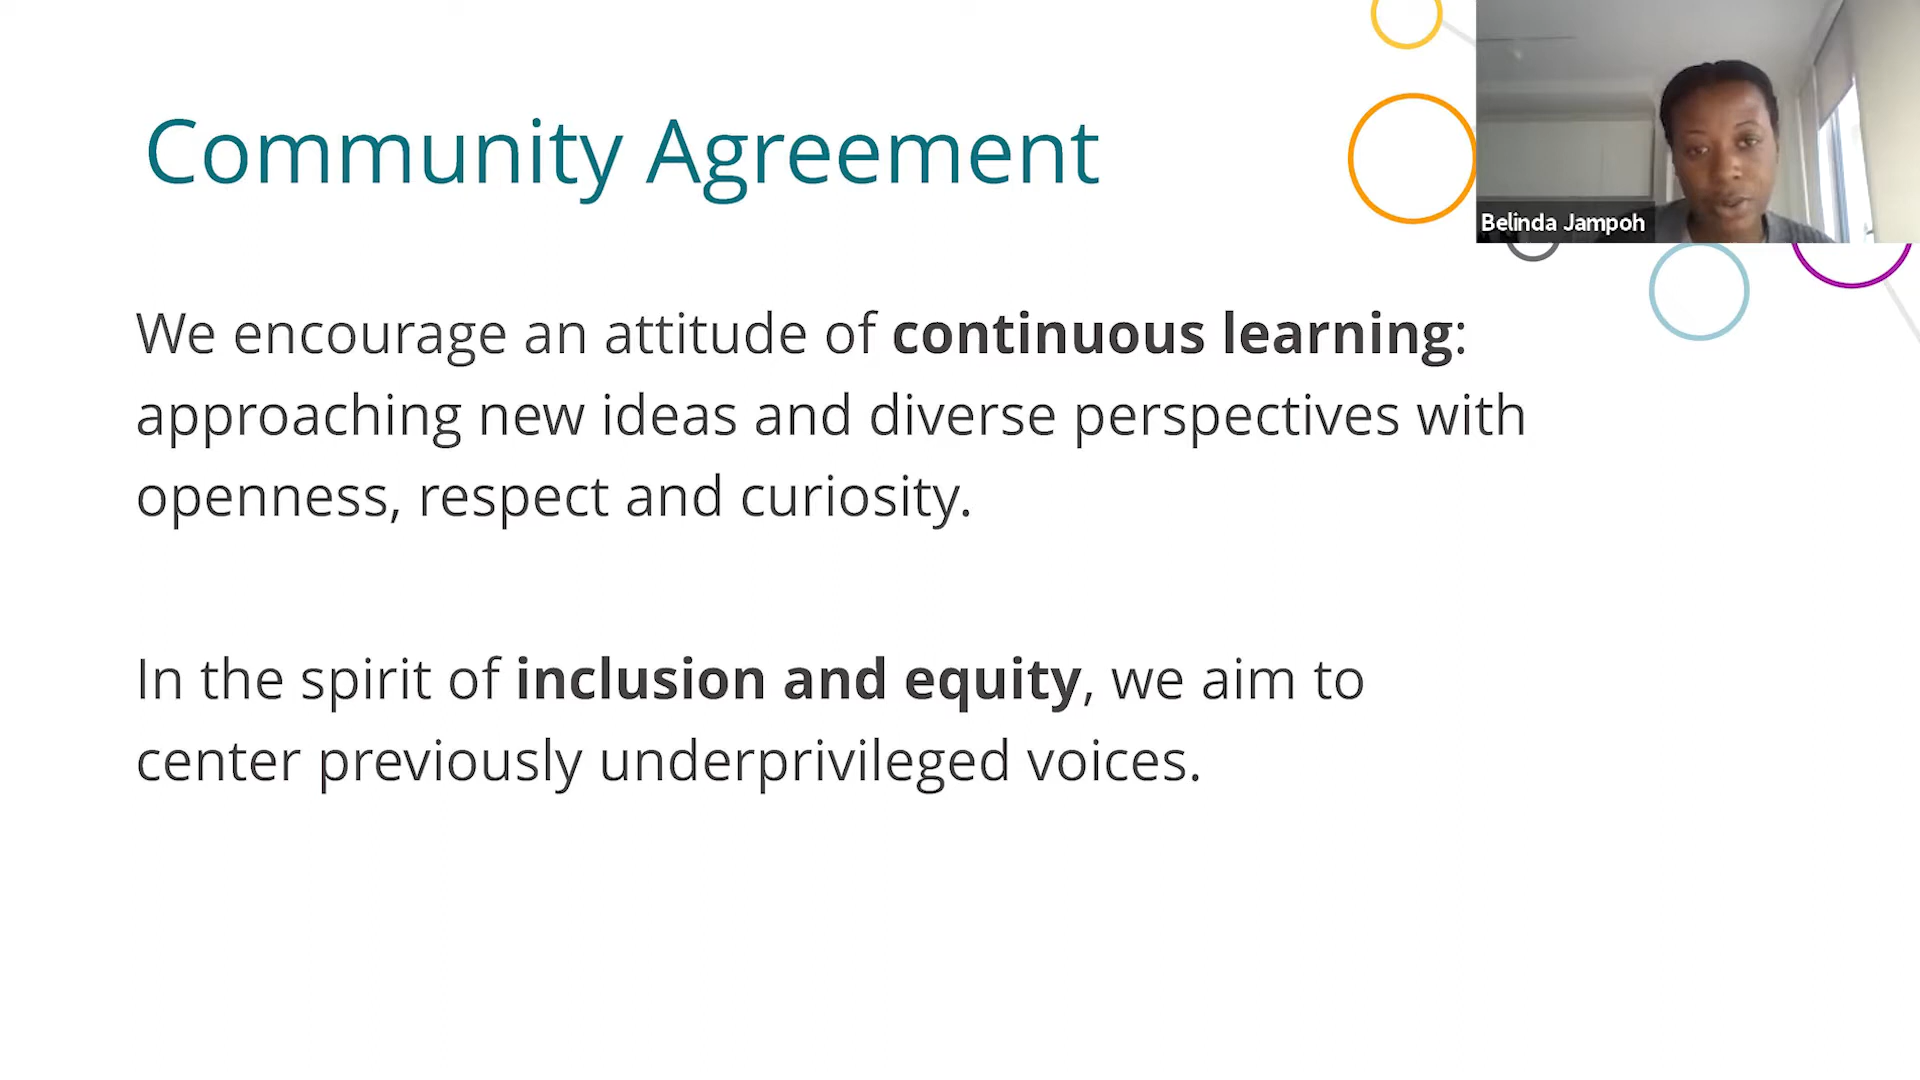 Community Agreement
Belinda Jampoh
We encourage an attitude of continuous learning:
approaching new ideas and diverse perspectives with
openness, respect and curiosity.
In the spirit of inclusion and equity, we aim to
center previously underprivileged voices.